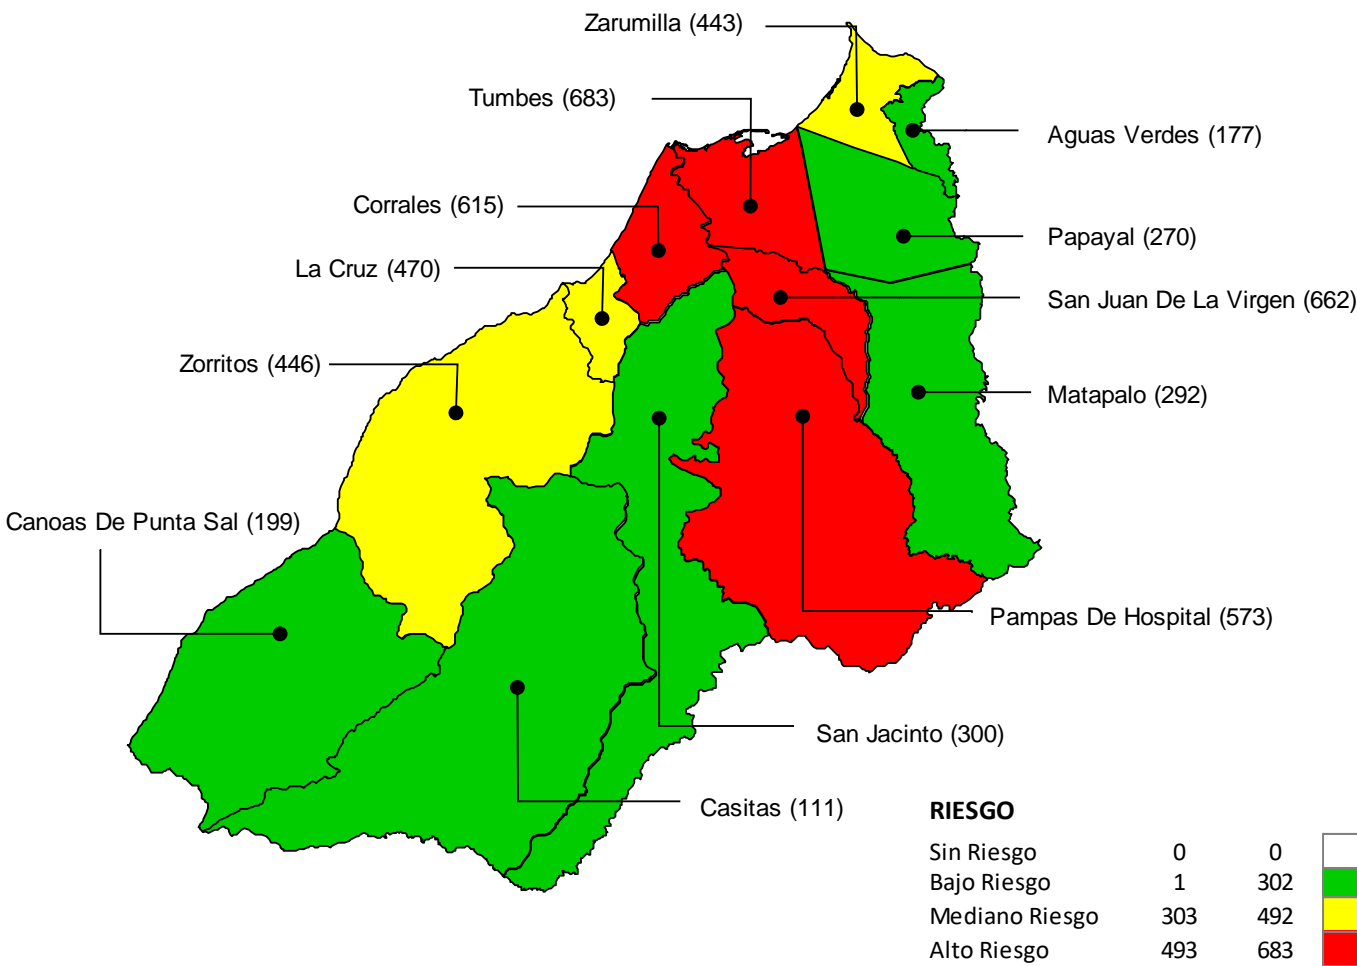 Zarumilla (443)
Tumbes (683)
Aguas Verdes (177)
Corrales (615)
Papayal (270)
La Cruz (470)
San Juan De La Virgen (662)
Zorritos (446)
Matapalo (292)
Canoas De Punta Sal (199)
Pampas De Hospital (573)
San Jacinto (300)
Casitas (111)
RIESGO
Sin Riesgo 0 0
Bajo Riesgo 1 302
Mediano Riesgo 303 492
Alto Riesgo 493 683